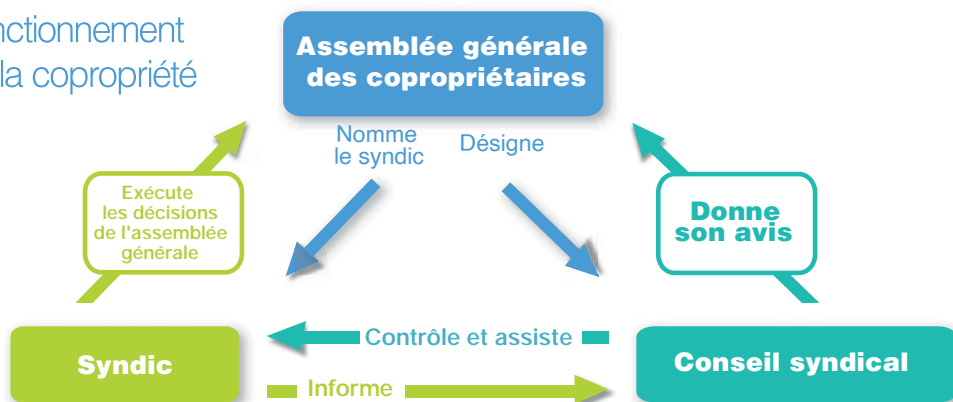 nctionnement
la copropriété
Assemblée générale
des copropriétaires
Nomme
le syndic
Désigne
Exécute
les décisions
de l'assemblée
générale
Donne
son avis
Contrôle et assiste
Syndic
Conseil syndical
Informe